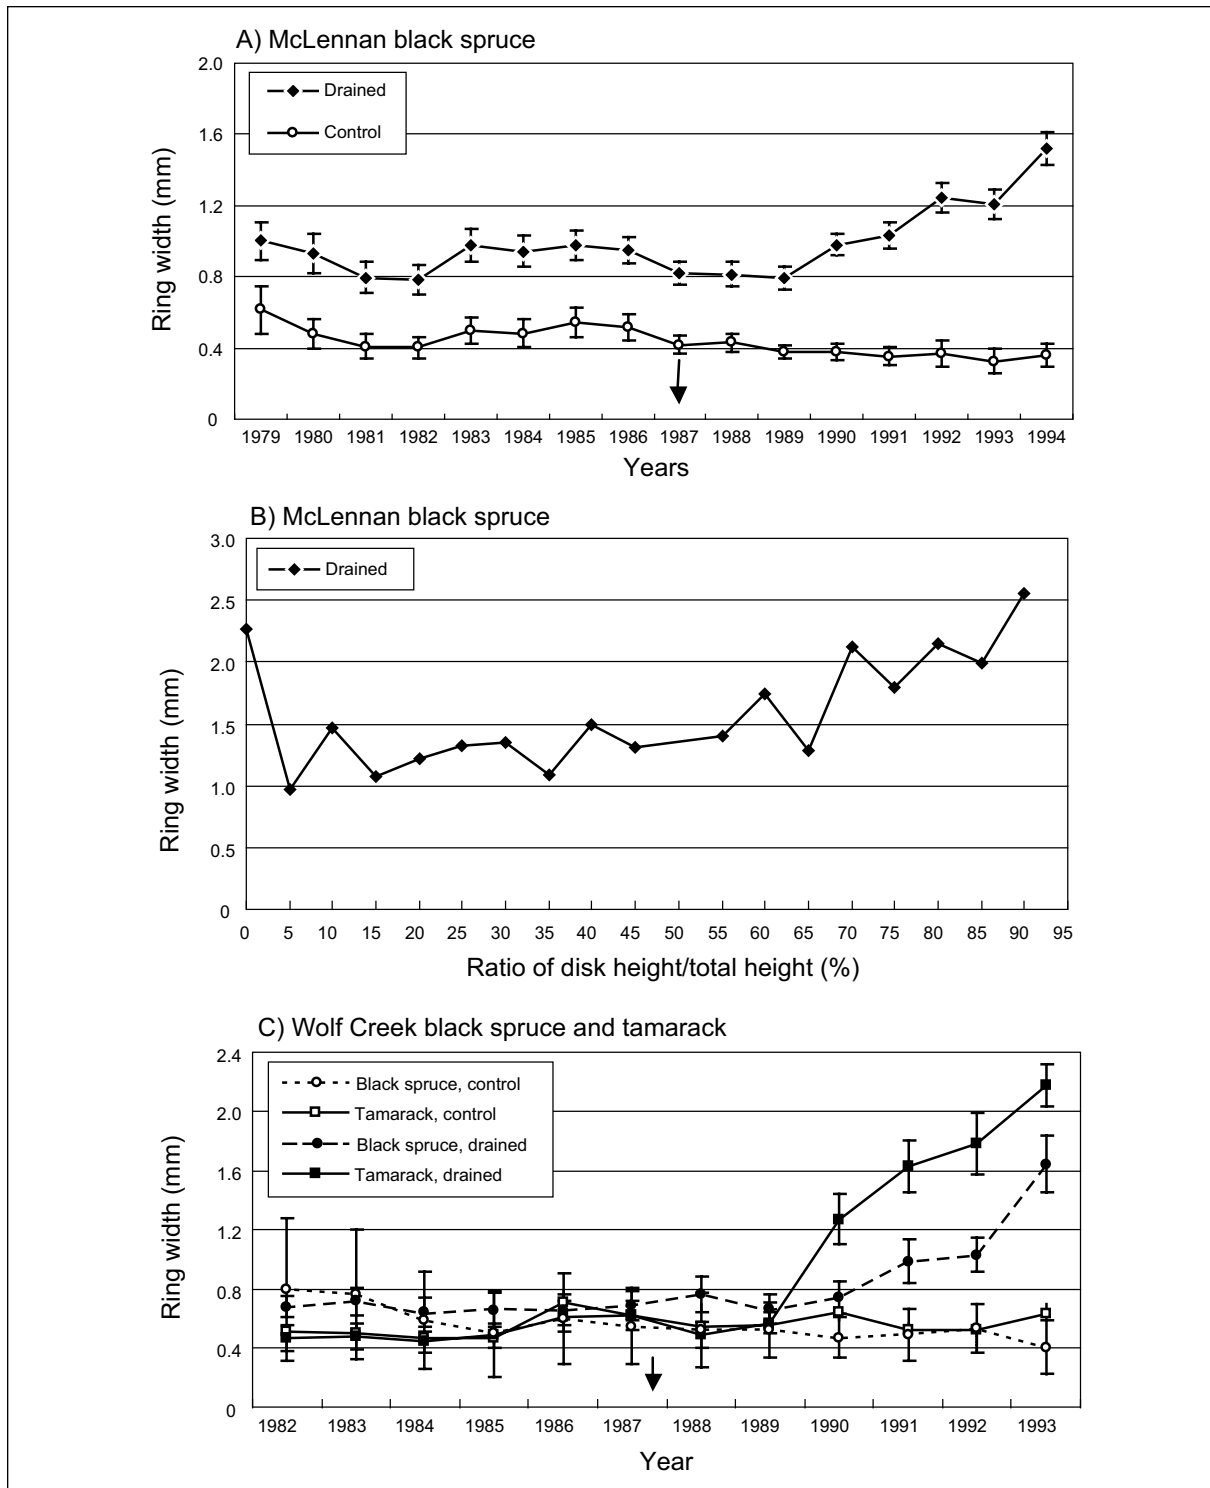 A) McLennan black spruce
2.0
1.6
1.2
0.8
0.4
0
Ring width (mm)
Drained
Control
1979 1980 1981 1982 1983 1984 1985 1986 1987 1988 1989 1990 1991 1992 1993 1994
Years
B) McLennan black spruce
3.0
2.5
2.0
1.5
1.0
0.5
0
Ring width (mm)
Drained
0 5 10 15 20 25 30 35 40 45 50 55 60 65 70 75 80 85 90 95
Ratio of disk height/total height (%)
C) Wolf Creek black spruce and tamarack
2.4
2.0
1.6
1.2
0.8
0.4
0
Ring width (mm)
Black spruce, control
Tamarack, control
Black spruce, drained
Tamarack, drained
1982 1983 1984 1985 1986 1987 1988 1989 1990 1991 1992 1993
Year